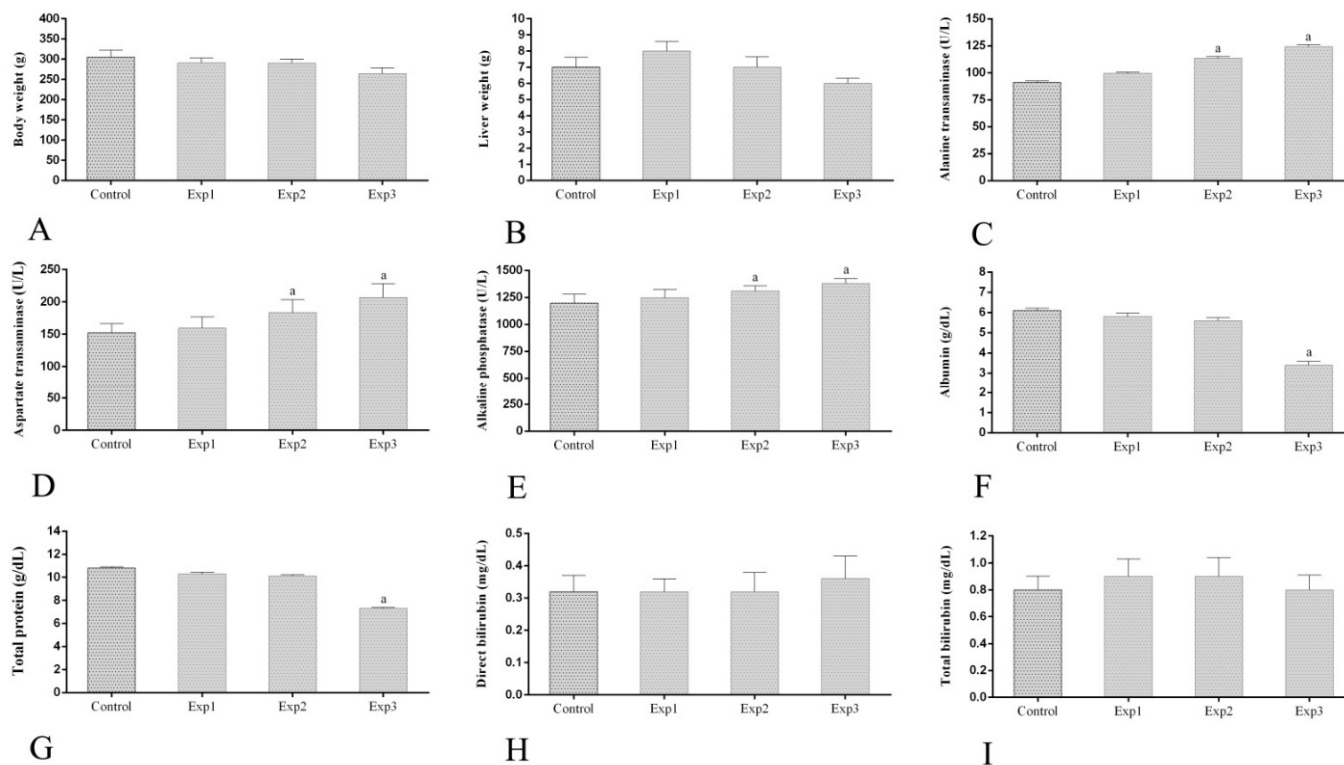 Body weight (g)
400
350
300
250
200
150
100
50
0
Control Exp1 Exp2 Exp3
A
Liver weight (g)
10
9
8
7
6
5
4
3
2
1
0
Control Exp1 Exp2 Exp3
B
Alanine transaminase (U/L)
150
125
100
75
50
25
0
a a
Control Exp1 Exp2 Exp3
C
Aspartate transaminase (U/L)
250
200
150
100
50
0
a a
Control Exp1 Exp2 Exp3
D
Alkaline phosphatase (U/L)
1500
1250
1000
750
500
250
0
a a
Control Exp1 Exp2 Exp3
E
Albumin (g/dL)
8
7
6
5
4
3
2
1
0
a
Control Exp1 Exp2 Exp3
F
Total protein (g/dL)
14
12
10
8
6
4
2
0
a
Control Exp1 Exp2 Exp3
G
Direct bilirubin (mg/dL)
0.5
0.4
0.3
0.2
0.1
0.0
Control Exp1 Exp2 Exp3
H
Total bilirubin (mg/dL)
1.2
1.0
0.8
0.6
0.4
0.2
0.0
Control Exp1 Exp2 Exp3
I